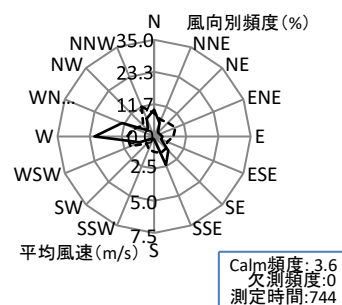 N
35.0
風向別頻度(%)
NNW
NNE
NW
23.3
NE
WN...
11.7
ENE
W
0.0
E
WSW
2.5
ESE
SW
5.0
SE
SSW
SSE
平均風速(m/s)
7.5
S
Calm頻度: 3.6
欠測頻度:0
測定時間:744